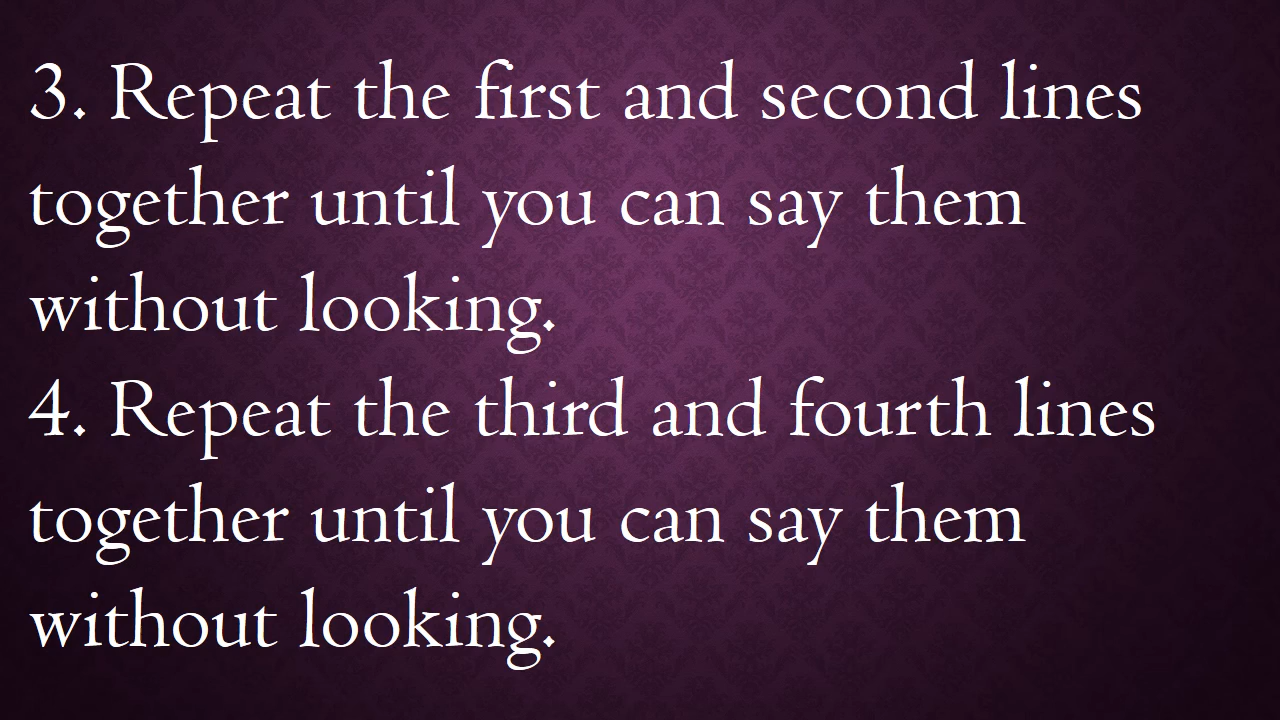 3. Repeat the first and second lines
together until you can say them
without looking.
4. Repeat the third and fourth lines
together until you can say them
without looking.